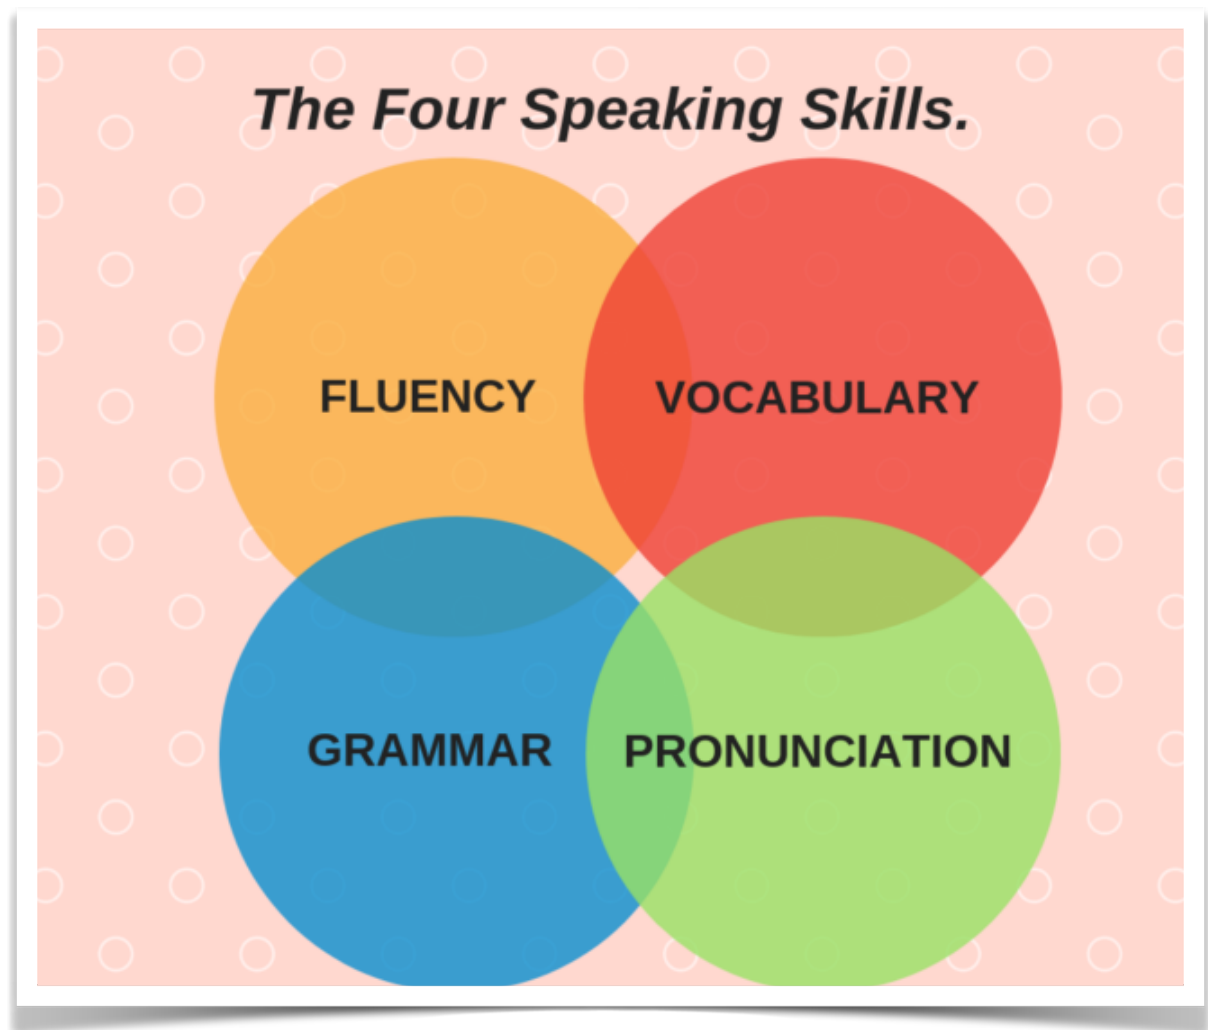 The Four Speaking Skills.
FLUENCY
VOCABULARY
GRAMMAR
PRONUNCIATION